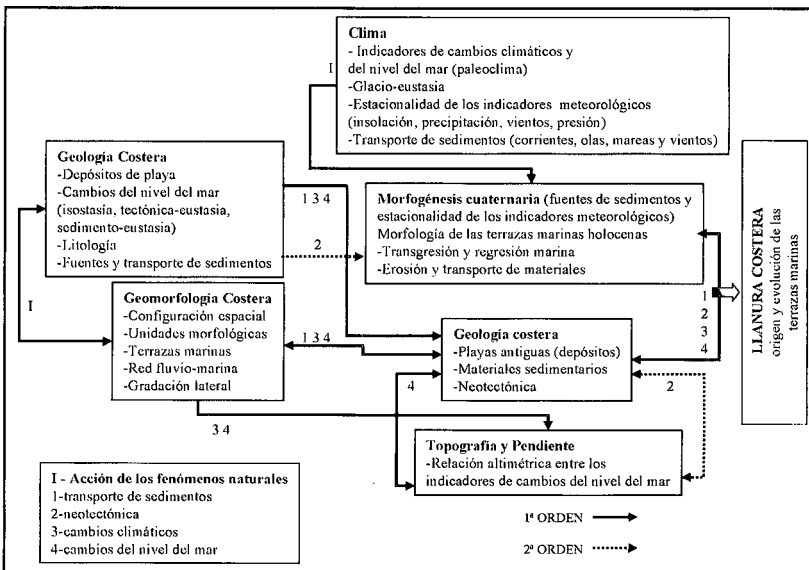 Clima
- Indicadores de cambios climáticos y
del nivel del mar (paleoclima)
-Glacio-eustasia
-Estacionalidad de los indicadores meteorológicos
(insolación, precipitación, vientos, presión)
-Transporte de sedimentos (corrientes, olas, mareas y vientos)
I
Geología Costera
-Depósitos de playa
-Cambios del nivel del mar
(isostasía, tectónica-eustasia,
sedimento-eustasia)
-Litología
-Fuentes y transporte de sedimentos
1 3 4
2
Morfogénesis cuaternaria (fuentes de sedimentos y
estacionalidad de los indicadores meteorológicos)
Morfología de las terrazas marinas holocenas
-Transgresión y regresión marina
-Erosión y transporte de materiales
LLANURA COSTERA
origen y evolución de las
terrazas marinas
1
2
3
4
I
Geomorfología Costera
-Configuración espacial
-Unidades morfológicas
-Terrazas marinas
-Red fluvio-marina
-Gradación lateral
1 3 4
Geología costera
-Playas antiguas (depósitos)
-Materiales sedimentarios
-Neotectónica
4
2
3 4
Topografía y Pendiente
-Relación altimétrica entre los
indicadores de cambios del nivel del mar
I - Acción de los fenómenos naturales
1-transporte de sedimentos
2-neotectónica
3-cambios climáticos
4-cambios del nivel del mar
1ª ORDEN
2ª ORDEN